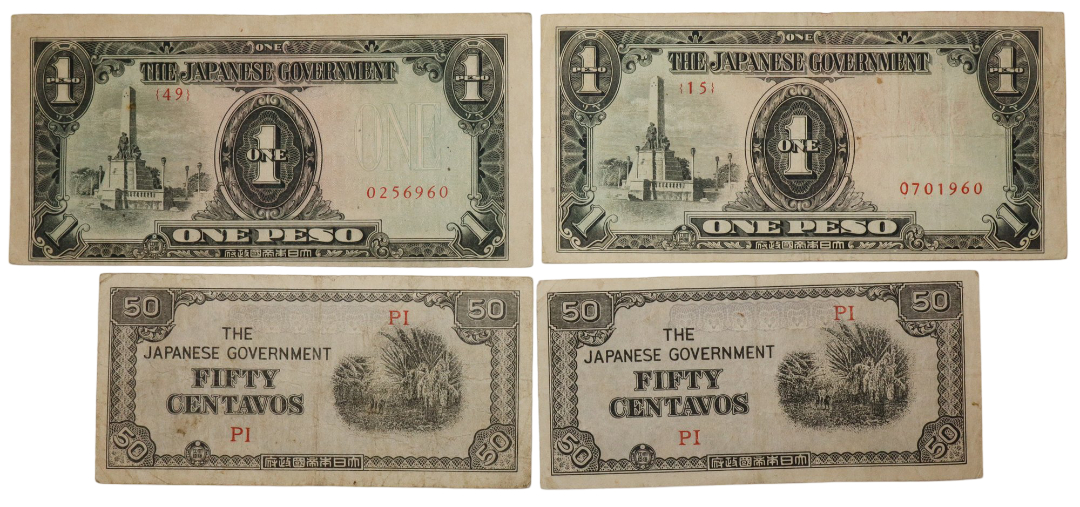 ONE
1
PESO
1
PESO
THE JAPANESE GOVERNMENT
{49}
1
ONE
ONE
0256960
1
ONE PESO
1
府政國帝本日大
ONE
1
PESO
1
PESO
THE JAPANESE GOVERNMENT
{15}
1
ONE
0701960
1
ONE PESO
1
府政國帝本日大
50
50
PI
THE
JAPANESE GOVERNMENT
FIFTY
CENTAVOS
PI
50
50
府政國帝本日大
50
50
PI
THE
JAPANESE GOVERNMENT
FIFTY
CENTAVOS
PI
50
50
府政國帝本日大